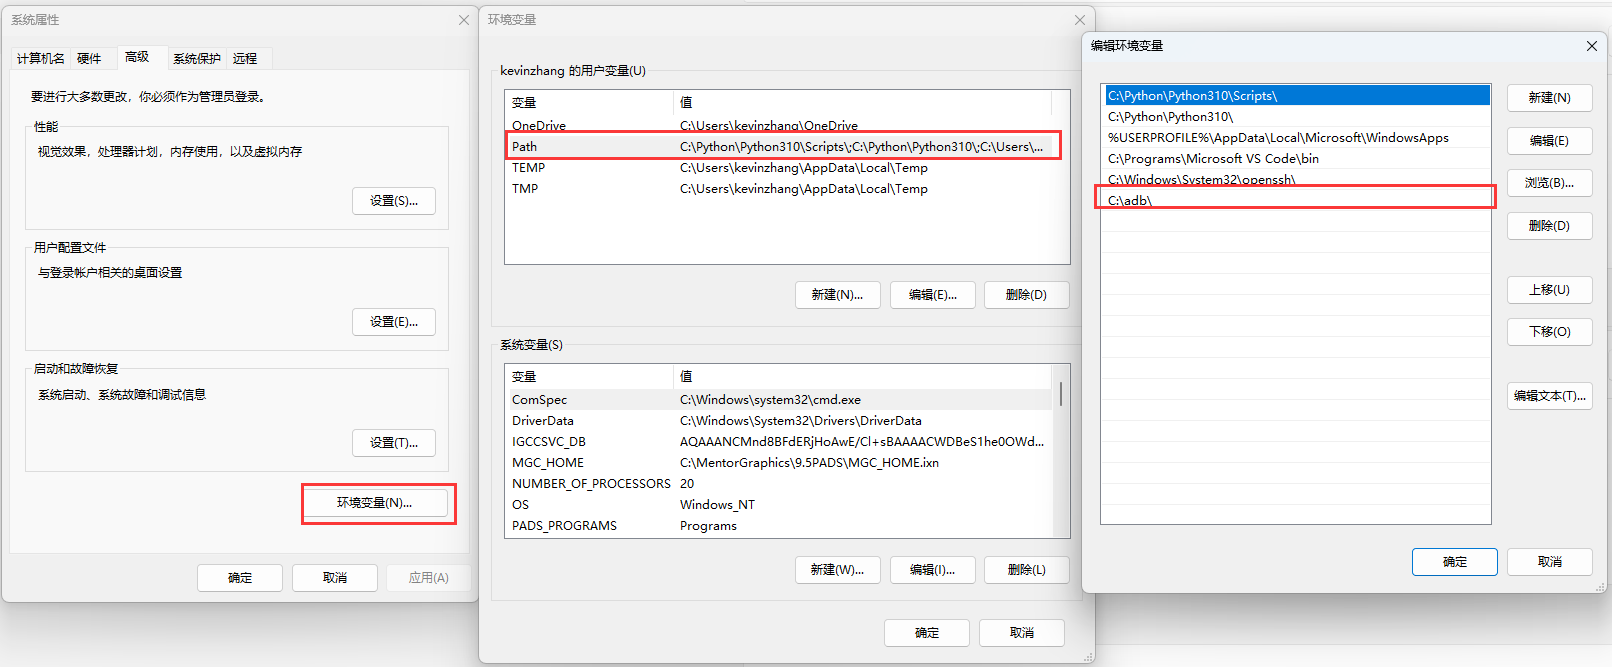 系统属性
计算机名 硬件 高级 系统保护 远程
要进行大多数更改，你必须作为管理员登录。
性能
视觉效果，处理器计划，内存使用，以及虚拟内存
设置(S)...
用户配置文件
与登录帐户相关的桌面设置
设置(E)...
启动和故障恢复
系统启动、系统故障和调试信息
设置(T)...
环境变量(N)...
确定 取消 应用(A)
环境变量
kevinzhang 的用户变量(U)
变量 值
OneDrive C:\Users\kevinzhang\OneDrive
Path C:\Python\Python310\Scripts\;C:\Python\Python310\;C:\Users\...
TEMP C:\Users\kevinzhang\AppData\Local\Temp
TMP C:\Users\kevinzhang\AppData\Local\Temp
新建(N)... 编辑(E)... 删除(D)
系统变量(S)
变量 值
ComSpec C:\Windows\system32\cmd.exe
DriverData C:\Windows\System32\Drivers\DriverData
IGCCSVC_DB AQAAANCMnd8BFdERjHoAwE/Cl+sBAAAACWDBeS1he0OWd...
MGC_HOME C:\MentorGraphics\9.5PADS\MGC_HOME.ixn
NUMBER_OF_PROCESSORS 20
OS Windows_NT
PADS_PROGRAMS Programs
新建(W)... 编辑(I)... 删除(L)
确定 取消
编辑环境变量
C:\Python\Python310\Scripts\
C:\Python\Python310\
%USERPROFILE%\AppData\Local\Microsoft\WindowsApps
C:\Programs\Microsoft VS Code\bin
C:\Windows\System32\openssh\
C:\adb\
新建(N)
编辑(E)
浏览(B)...
删除(D)
上移(U)
下移(O)
编辑文本(T)...
确定 取消